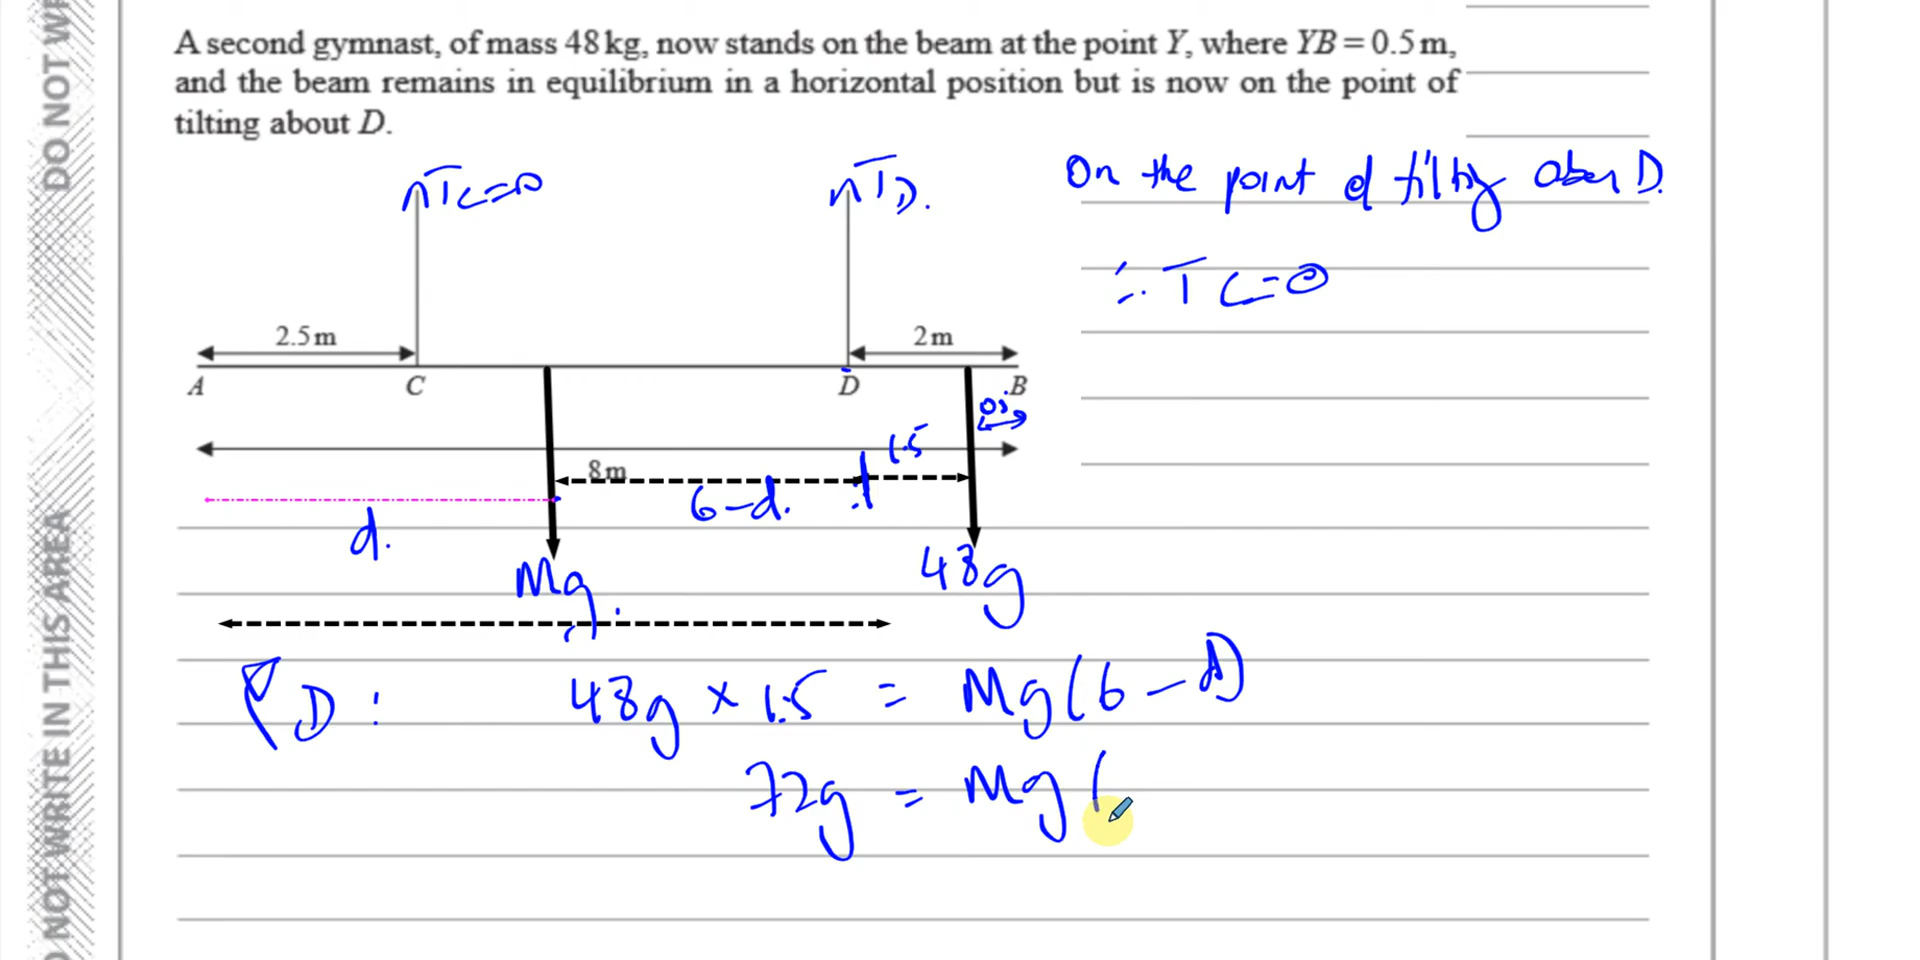 A second gymnast, of mass 48 kg, now stands on the beam at the point Y, where YB = 0.5 m,
and the beam remains in equilibrium in a horizontal position but is now on the point of
tilting about D.
TC=0
TD.
On the point of tilting about D.
∴ TC=0
2.5 m
2 m
A
C
D
B
0.5
1.5
8 m
6-d.
d.
Mg.
48g
D: 48g × 1.5 = Mg(6-d)
72g = Mg(
DO NOT W
DO NOT WRITE IN THIS AREA